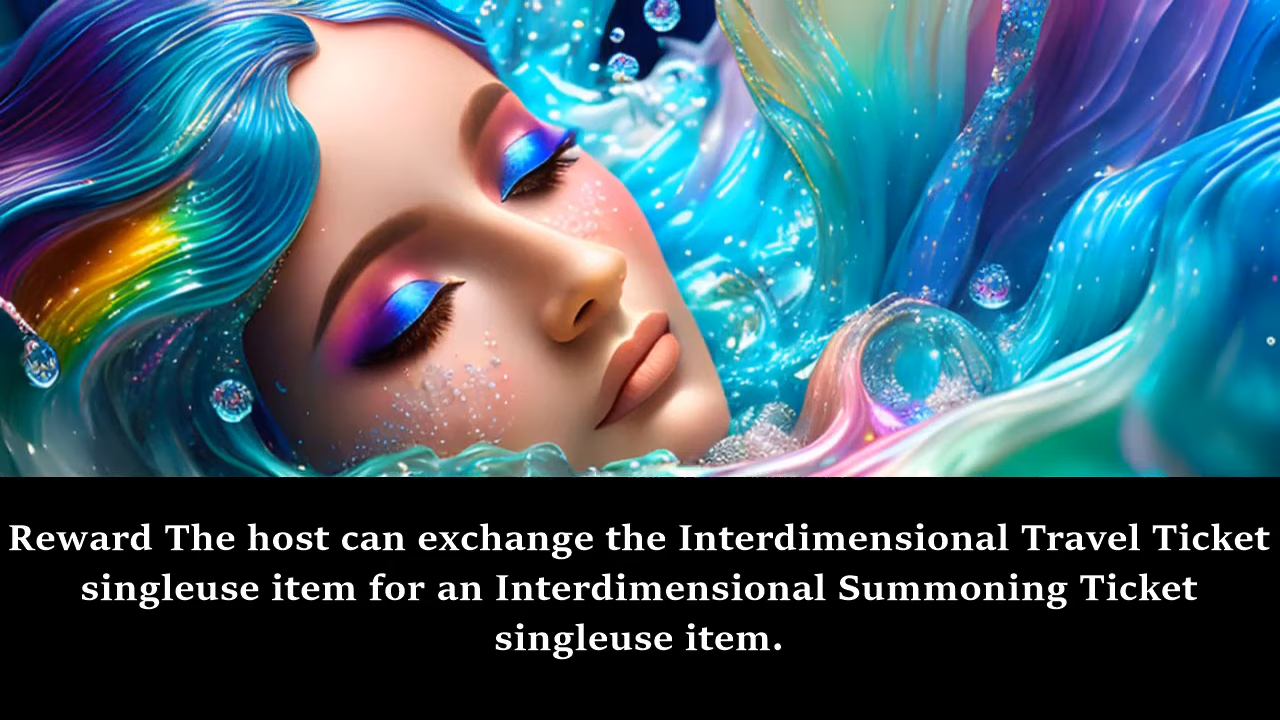 Reward The host can exchange the Interdimensional Travel Ticket
singleuse item for an Interdimensional Summoning Ticket
singleuse item.